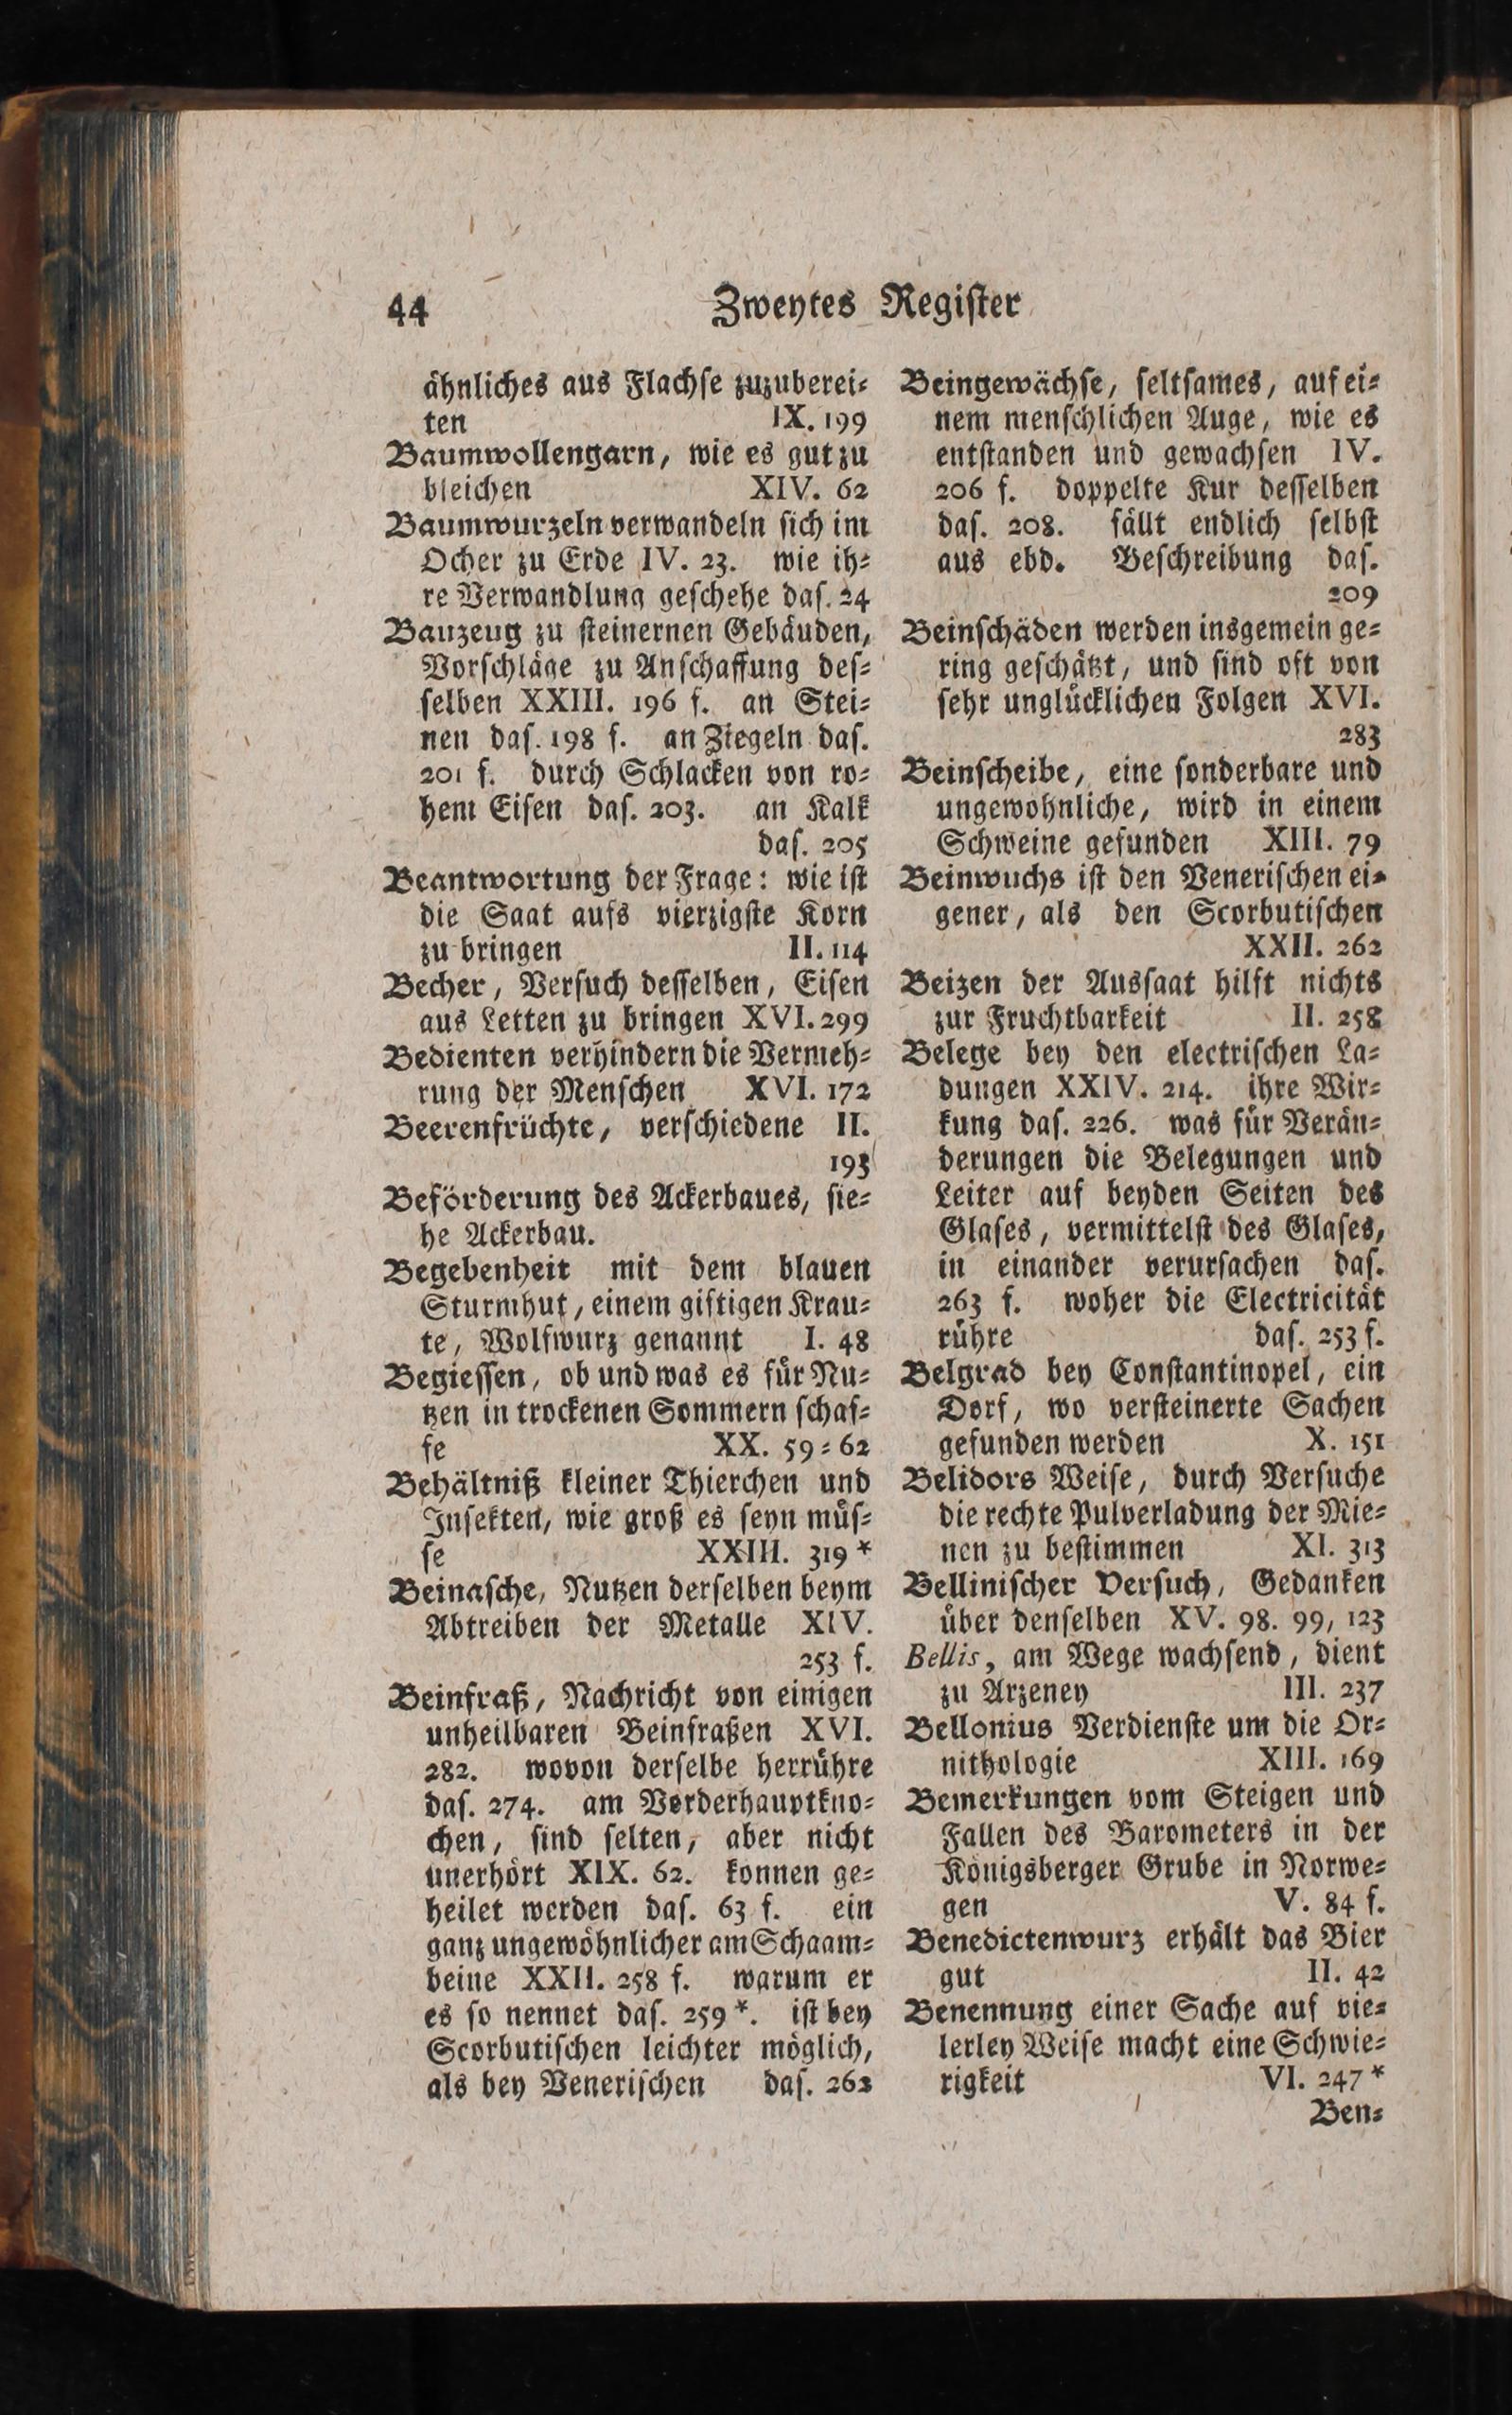 44
Zweytes Register
ähnliches aus Flachse zuzuberei-
ten IX. 199
Baumwollengarn, wie es gut zu
bleichen XIV. 62
Baumwurzeln verwandeln sich im
Ocher zu Erde IV. 23. wie ih-
re Verwandlung geschehe das. 24
Bauzeug zu steinernen Gebäuden,
Vorschläge zu Anschaffung des-
selben XXIII. 196 f. an Stei-
nen das. 198 f. an Ziegeln das.
201 f. durch Schlacken von ro-
hem Eisen das. 203. an Kalk
das. 205
Beantwortung der Frage: wie ist
die Saat aufs vierzigste Korn
zu bringen II. 114
Becher, Versuch desselben, Eisen
aus Letten zu bringen XVI. 299
Bedienten verhindern die Vermeh-
rung der Menschen XVI. 172
Beerenfrüchte, verschiedene II.
193
Beförderung des Ackerbaues, sie-
he Ackerbau.
Begebenheit mit dem blauen
Sturmhut, einem giftigen Krau-
te, Wolfwurz genannt I. 48
Begiessen, ob und was es für Nu-
tzen in trockenen Sommern schaf-
fe XX. 59-62
Behältniß kleiner Thierchen und
Insekten, wie groß es seyn müs-
se XXIII. 319*
Beinasche, Nutzen derselben beym
Abtreiben der Metalle XIV.
253 f.
Beinfraß, Nachricht von einigen
unheilbaren Beinfraßen XVI.
282. wovon derselbe herrühre
das. 274. am Vorderhauptkno-
chen, sind selten, aber nicht
unerhört XIX. 62. konnen ge-
heilet werden das. 63 f. ein
ganz ungewöhnlicher am Schaam-
beine XXII. 258 f. warum er
es so nennet das. 259*. ist bey
Scorbutischen leichter möglich,
als bey Venerischen das. 262
Beingewächse, seltsames, auf ei-
nem menschlichen Auge, wie es
entstanden und gewachsen IV.
206 f. doppelte Kur desselben
das. 208. fällt endlich selbst
aus ebd. Beschreibung das.
209
Beinschäden werden insgemein ge-
ring geschätzt, und sind oft von
sehr unglücklichen Folgen XVI.
283
Beinscheibe, eine sonderbare und
ungewohnliche, wird in einem
Schweine gefunden XIII. 79
Beinwuchs ist den Venerischen ei-
gener, als den Scorbutischen
XXII. 262
Beizen der Aussaat hilft nichts
zur Fruchtbarkeit II. 258
Belege bey den electrischen La-
dungen XXIV. 214. ihre Wir-
kung das. 226. was für Verän-
derungen die Belegungen und
Leiter auf beyden Seiten des
Glases, vermittelst des Glases,
in einander verursachen das.
263 f. woher die Electricität
rühre das. 253 f.
Belgrad bey Constantinopel, ein
Dorf, wo versteinerte Sachen
gefunden werden X. 151
Belidors Weise, durch Versuche
die rechte Pulverladung der Mie-
nen zu bestimmen XI. 313
Bellinischer Versuch, Gedanken
über denselben XV. 98. 99, 123
Bellis, am Wege wachsend, dient
zu Arzeney III. 237
Bellonius Verdienste um die Or-
nithologie XIII. 169
Bemerkungen vom Steigen und
Fallen des Barometers in der
Königsberger Grube in Norwe-
gen V. 84 f.
Benedictenwurz erhält das Bier
gut II. 42
Benennung einer Sache auf vie-
lerley Weise macht eine Schwie-
rigkeit VI. 247*
Ben-